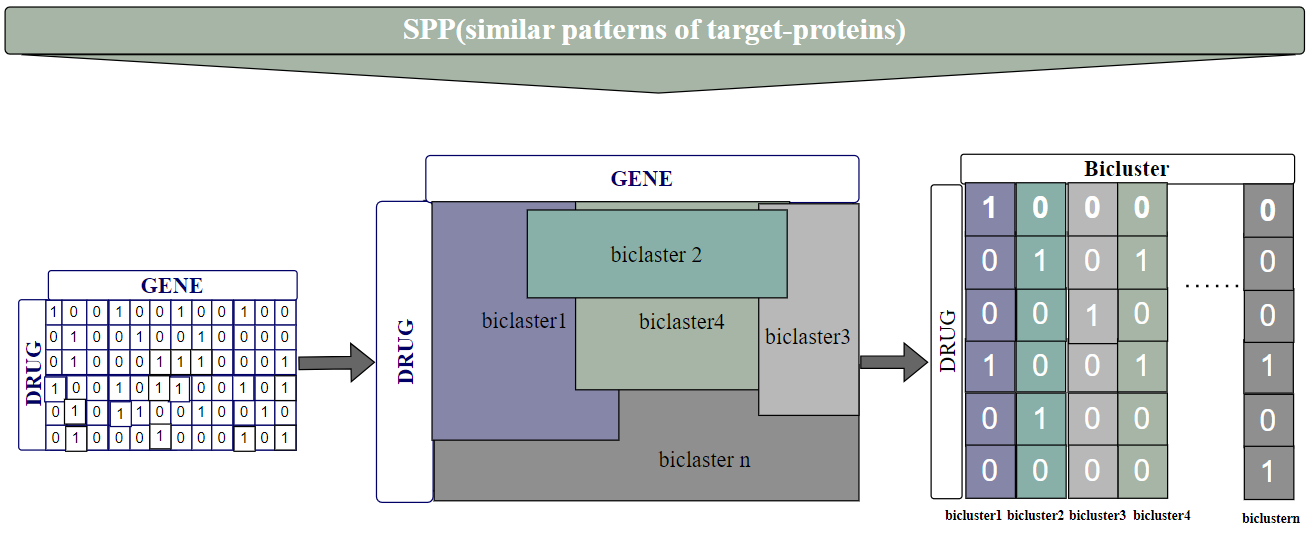 SPP(similar patterns of target-proteins)
GENE
DRUG
1 0 0 1 0 0 1 0 0 1 0 0
0 1 0 0 1 0 0 1 0 0 0 0
0 1 0 0 0 1 1 1 0 0 0 1
1 0 0 1 0 1 1 0 0 1 0 1
0 1 0 1 1 0 0 1 0 0 1 0
0 1 0 0 0 1 0 0 0 1 0 1
GENE
DRUG
biclaster 2
biclaster1
biclaster4
biclaster3
biclaster n
Bicluster
DRUG
1 0 0 0 0
0 1 0 1 0
......
0 0 1 0 0
1 0 0 1 1
0 1 0 0 0
0 0 0 0 1
bicluster1 bicluster2 bicluster3 bicluster4 biclustern